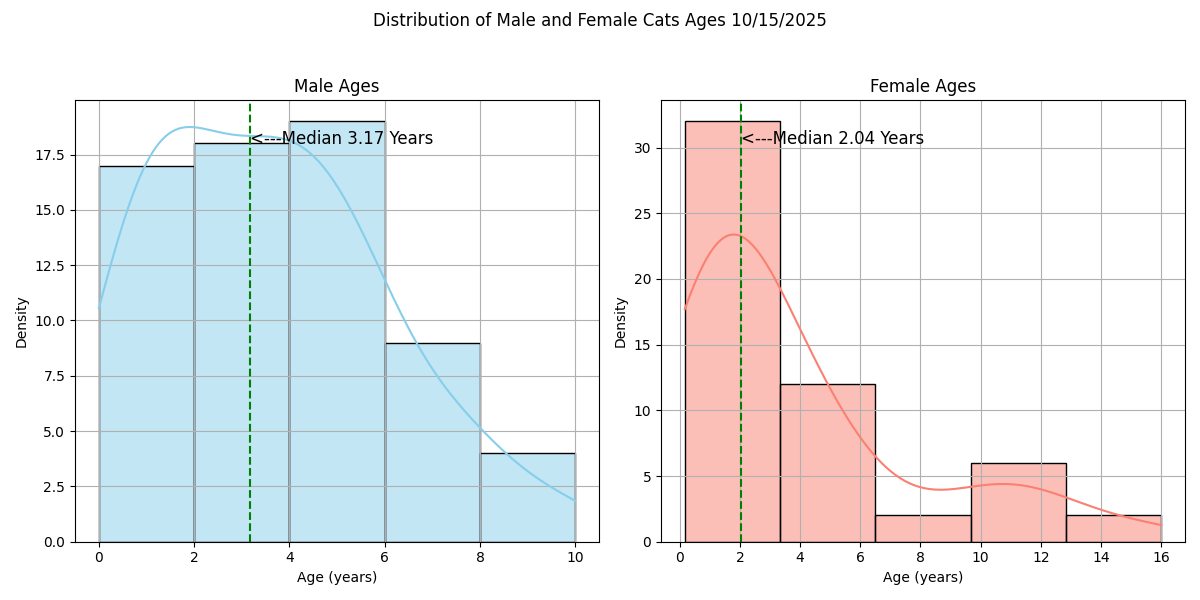 Distribution of Male and Female Cats Ages 10/15/2025
Male Ages
<---Median 3.17 Years
17.5
15.0
12.5
10.0
7.5
5.0
2.5
0.0
Density
0 2 4 6 8 10
Age (years)
Female Ages
<---Median 2.04 Years
30
25
20
15
10
5
0
Density
0 2 4 6 8 10 12 14 16
Age (years)